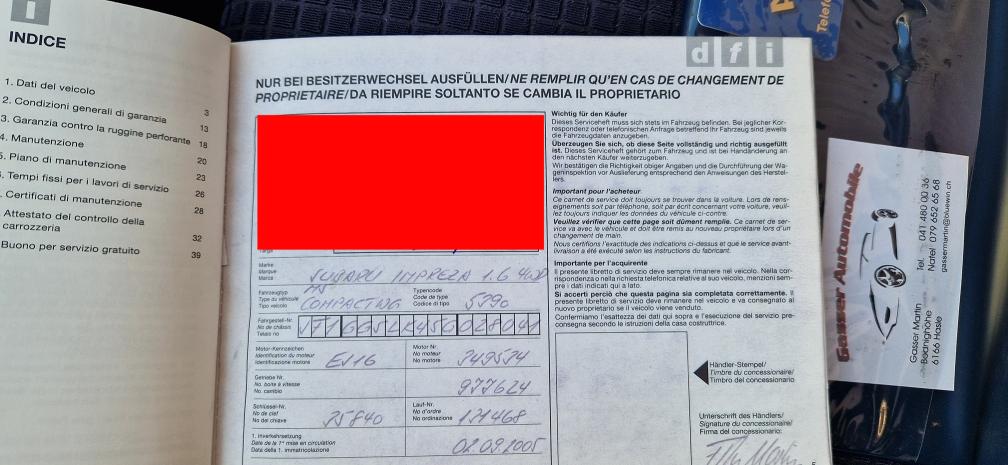 i
INDICE
1. Dati del veicolo
2. Condizioni generali di garanzia 3
3. Garanzia contro la ruggine perforante 13
4. Manutenzione 18
5. Piano di manutenzione 20
. Tempi fissi per i lavori di servizio 23
. Certificati di manutenzione 26
Attestato del controllo della 28
carrozzeria 32
Buono per servizio gratuito 39
d f i
NUR BEI BESITZERWECHSEL AUSFÜLLEN/NE REMPLIR QU'EN CAS DE CHANGEMENT DE
PROPRIETAIRE/DA RIEMPIRE SOLTANTO SE CAMBIA IL PROPRIETARIO
Marke
Marque
Marca
SUBARU IMPREZA 1.6 4WD
Fahrzeugtyp
Type du véhicule
Tipo veicolo
COMPACTWG
Typencode
Code de type
Codice di tipo
5290
Fahrgestell-Nr.
No de châssis
Telaio no
JF1GG5LK45G028041
Motor-Kennzeichen
Identification du moteur
Identificazione motore
EJ16
Motor Nr.
No moteur
No motore
Getriebe Nr.
No. boîte à vitesse
No. cambio
977624
Schlüssel-Nr.
No de clef
No del chiave
75840
Lauf-Nr.
No d'ordre
No ordinazione
121468
1. Inverkehrsetzung
Date de la 1re mise en circulation
Data della 1. immatricolazione
02.09.2005
Wichtig für den Käufer
Dieses Serviceheft muss sich stets im Fahrzeug befinden. Bei jeglicher Kor-
respondenz oder telefonischen Anfrage betreffend Ihr Fahrzeug sind jeweils
die Fahrzeugdaten anzugeben.
Überzeugen Sie sich, ob diese Seite vollständig und richtig ausgefüllt
ist. Dieses Serviceheft gehört zum Fahrzeug und ist bei Handänderung an
den nächsten Käufer weiterzugeben.
Wir bestätigen die Richtigkeit obiger Angaben und die Durchführung der Wa-
geninspektion vor Auslieferung entsprechend den Anweisungen des Herstel-
lers.
Important pour l'acheteur
Ce carnet de service doit toujours se trouver dans la voiture. Lors de ren-
seignements soit par téléphone, soit par écrit concernant votre voiture, veuil-
lez toujours indiquer les données du véhicule ci-contre.
Veuillez vérifier que cette page soit dûment remplie. Ce carnet de ser-
vice va avec le véhicule et doit être remis au nouveau propriétaire lors d'un
changement de main.
Nous certifions l'exactitude des indications ci-dessus et que le service avant-
livraison a été exécuté selon les instructions du fabricant.
Importante per l'acquirente
Il presente libretto di servizio deve sempre rimanere nel veicolo. Nella cor-
rispondenza o nella richiesta telefonica relative al veicolo, menzioni sem-
pre i dati indicati qui a lato.
Si accerti però che questa pagina sia completata correttamente. Il
presente libretto di servizio deve rimanere nel veicolo e va consegnato al
nuovo proprietario se il veicolo viene venduto.
Confermiamo l'esattezza dei dati qui sopra e l'esecuzione del servizio pre-
consegna secondo le istruzioni della casa costruttrice.
Händler-Stempel/
Timbre du concessionnaire/
Timbro del concessionario
Unterschrift des Händlers/
Signature du concessionnaire/
Firma del concessionario:
Gasser Automobile
Gasser Martin
Boanighöhe
6166 Hasle
Tel. 041 480 00 36
Natel 079 652 65 68
gassermartin@bluewin.ch
Telefo